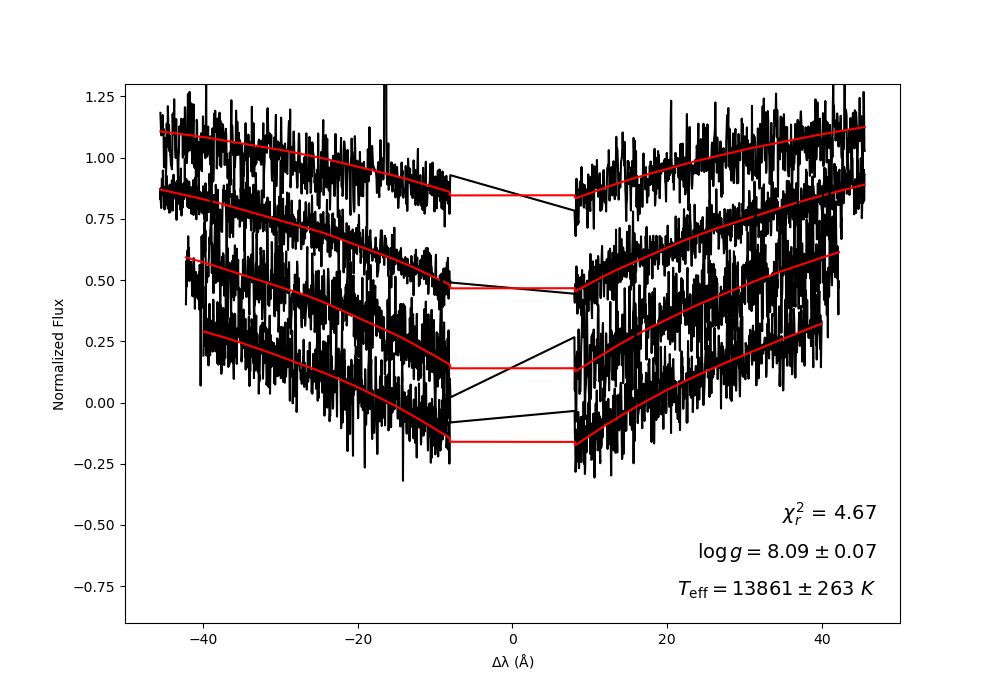 1.25
1.00
0.75
0.50
0.25
0.00
−0.25
−0.50
−0.75
Normalized Flux
χ²ᵣ = 4.67
log g = 8.09 ± 0.07
T_eff = 13861 ± 263 K
−40 −20 0 20 40
Δλ (Å)